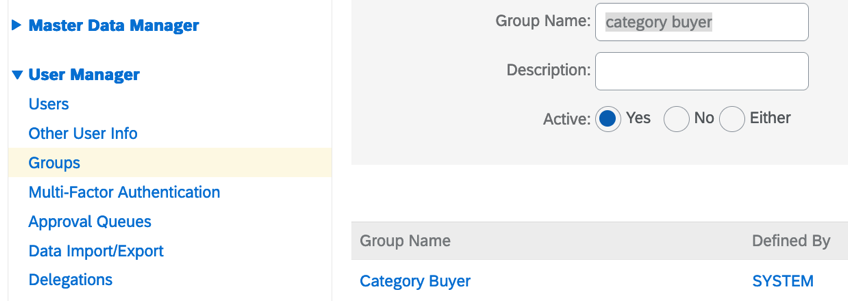 Master Data Manager
User Manager
Users
Other User Info
Groups
Multi-Factor Authentication
Approval Queues
Data Import/Export
Delegations
Group Name: category buyer
Description:
Active: Yes No Either
Group Name Defined By
Category Buyer SYSTEM